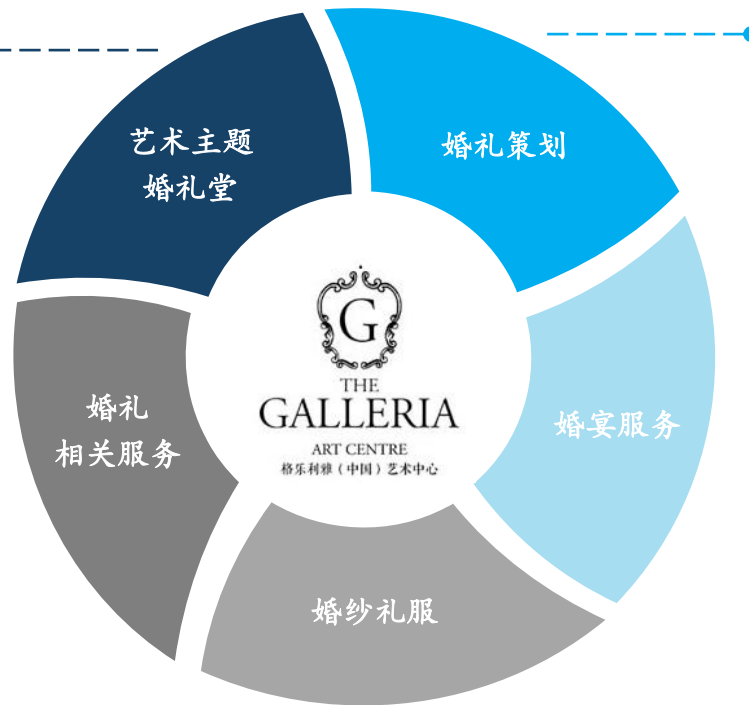 艺术主题
婚礼堂
婚礼策划
婚宴服务
婚纱礼服
婚礼
相关服务
G
THE
GALLERIA
ART CENTRE
格乐利雅（中国）艺术中心